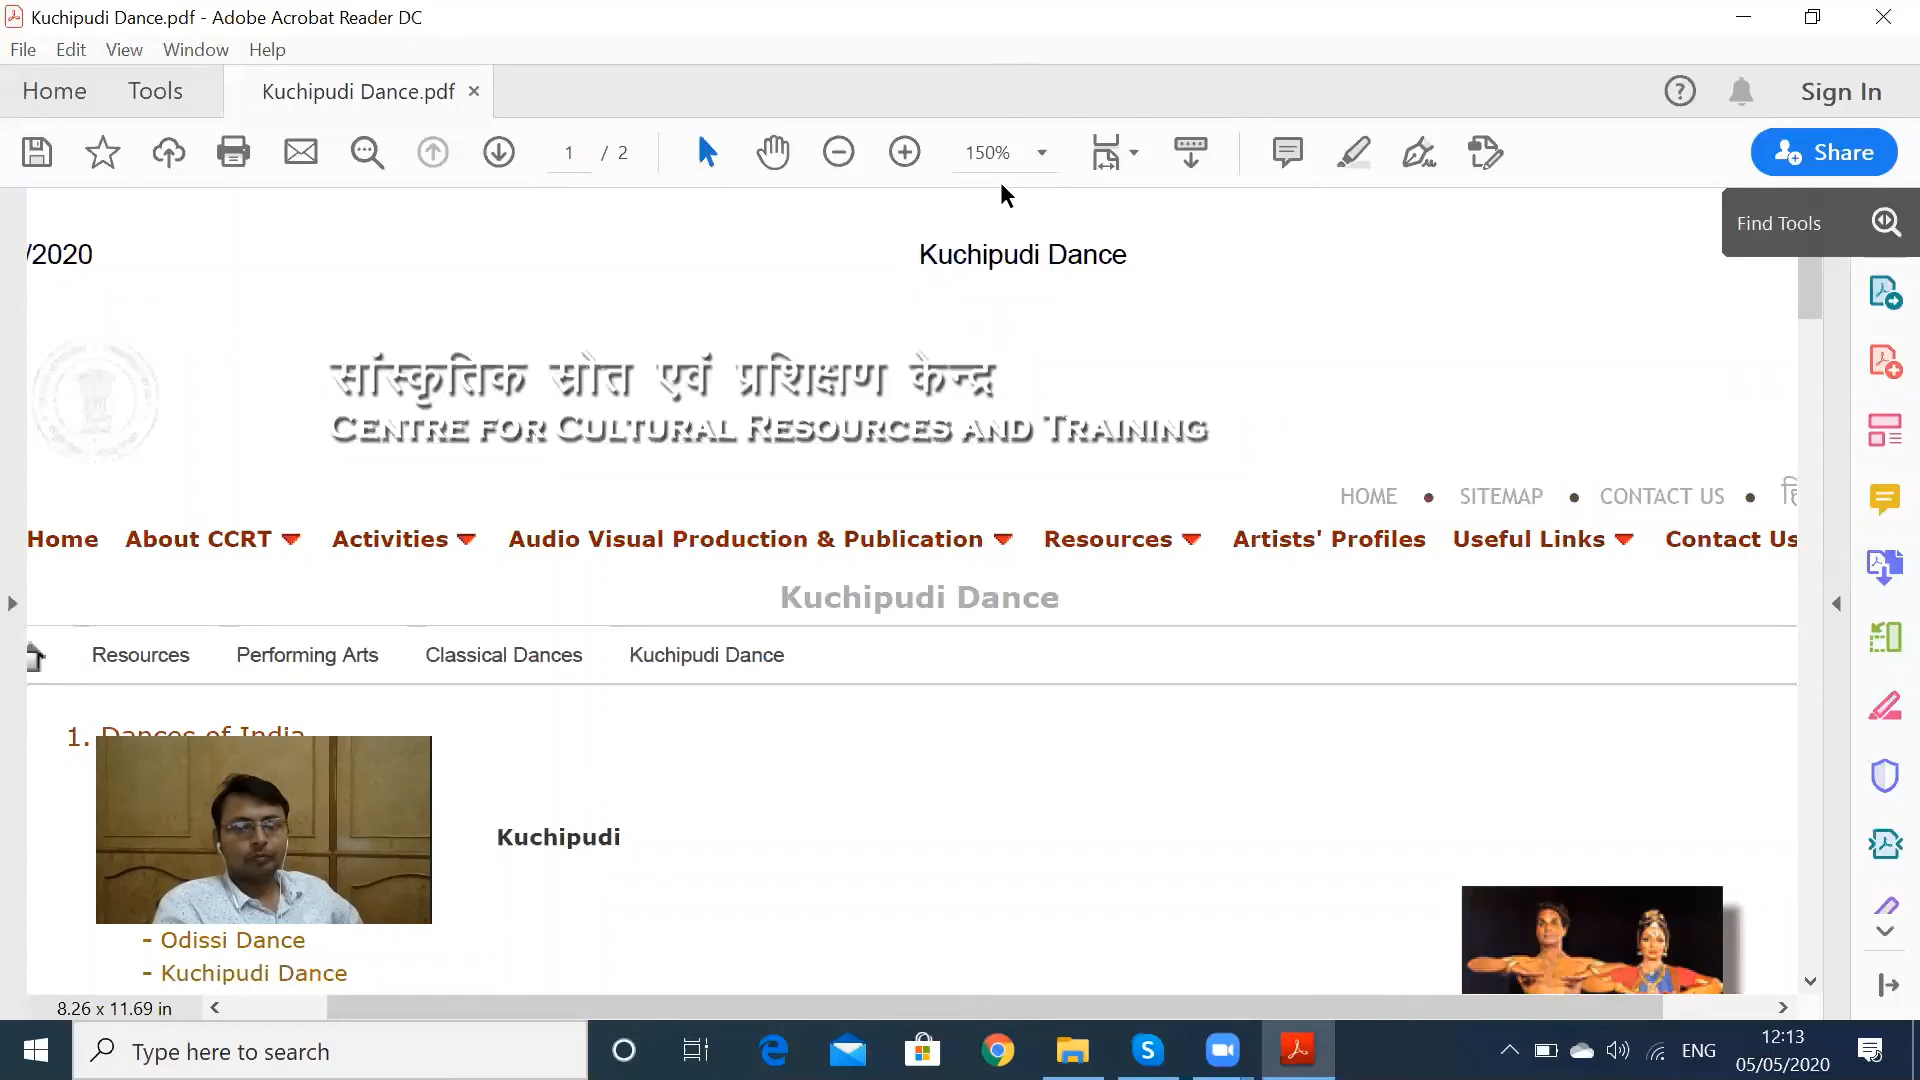 Kuchipudi Dance.pdf - Adobe Acrobat Reader DC
File Edit View Window Help
Home Tools Kuchipudi Dance.pdf × Sign In
1 / 2 150% Share
Find Tools
/2020 Kuchipudi Dance
सांस्कृतिक स्रोत एवं प्रशिक्षण केन्द्र
CENTRE FOR CULTURAL RESOURCES AND TRAINING
HOME • SITEMAP • CONTACT US •
Home About CCRT Activities Audio Visual Production & Publication Resources Artists' Profiles Useful Links Contact Us
Kuchipudi Dance
Resources Performing Arts Classical Dances Kuchipudi Dance
1. Dances of India
Kuchipudi
- Odissi Dance
- Kuchipudi Dance
8.26 x 11.69 in
Type here to search
ENG
12:13
05/05/2020